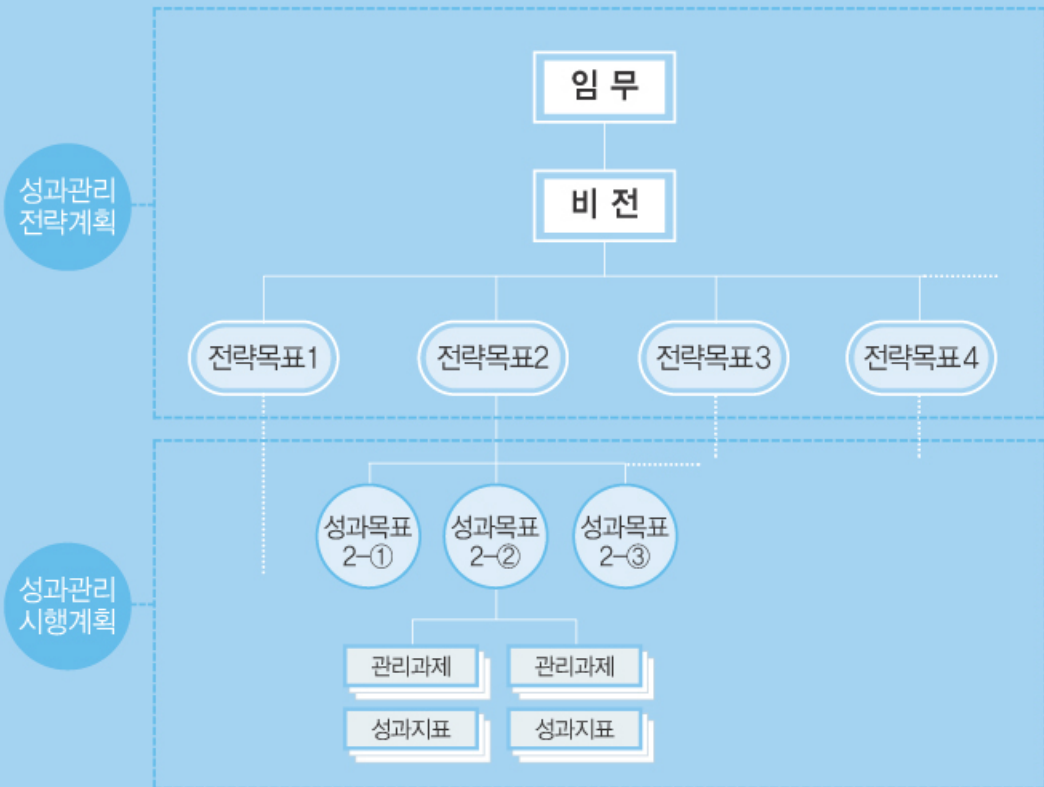 임 무
성과관리
전략계획
비 전
전략목표1
전략목표2
전략목표3
전략목표4
성과목표
2-①
성과목표
2-②
성과목표
2-③
성과관리
시행계획
관리과제
관리과제
성과지표
성과지표